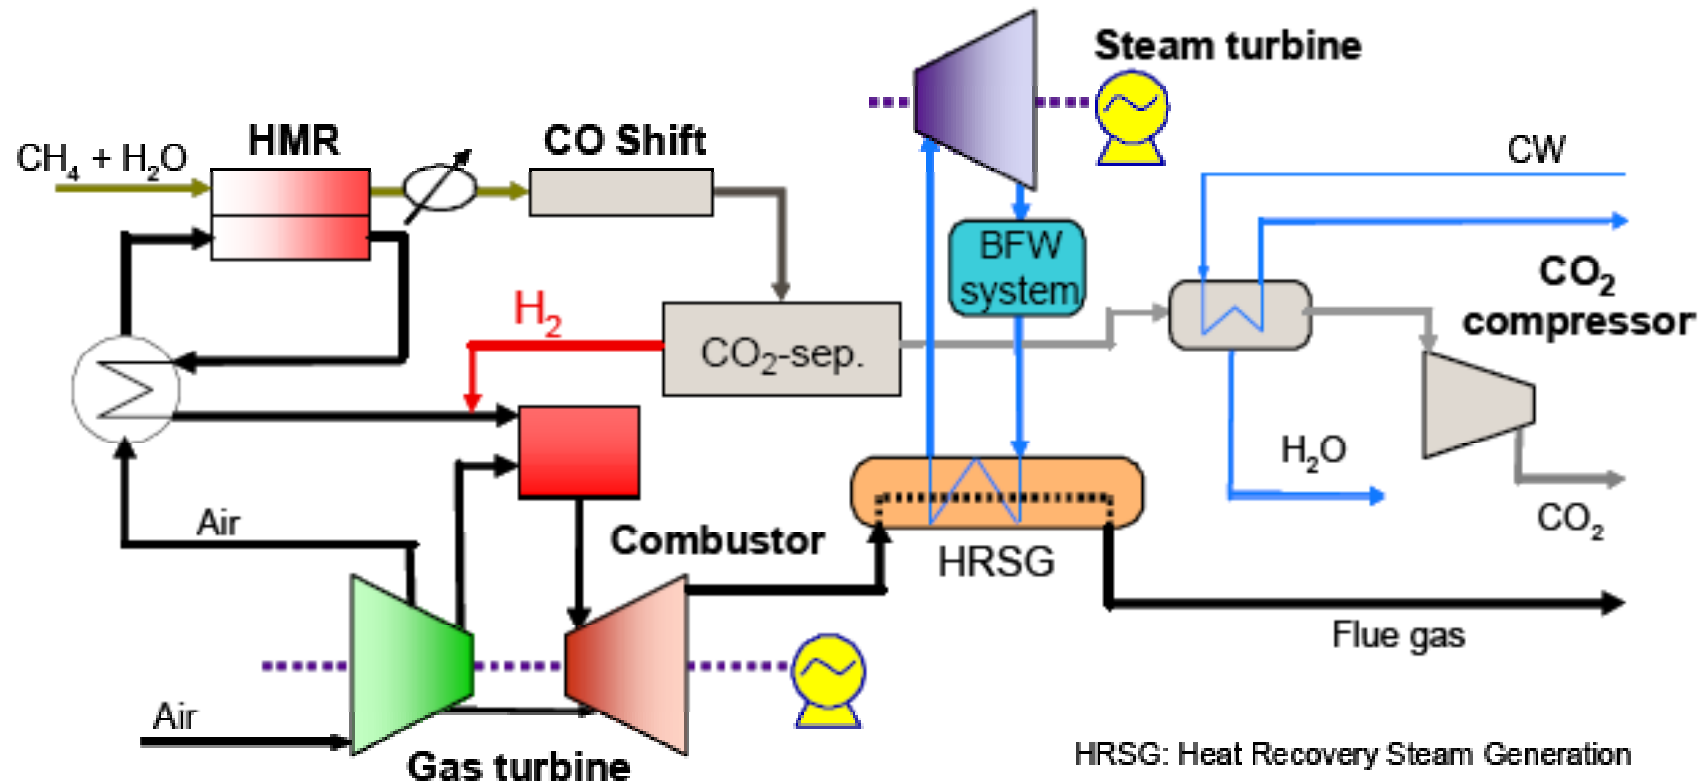 Steam turbine
HMR
CO Shift
CH₄ + H₂O
CW
BFW
system
CO₂
compressor
H₂
CO₂-sep.
H₂O
Air
CO₂
Combustor
HRSG
Flue gas
Air
Gas turbine
HRSG: Heat Recovery Steam Generation